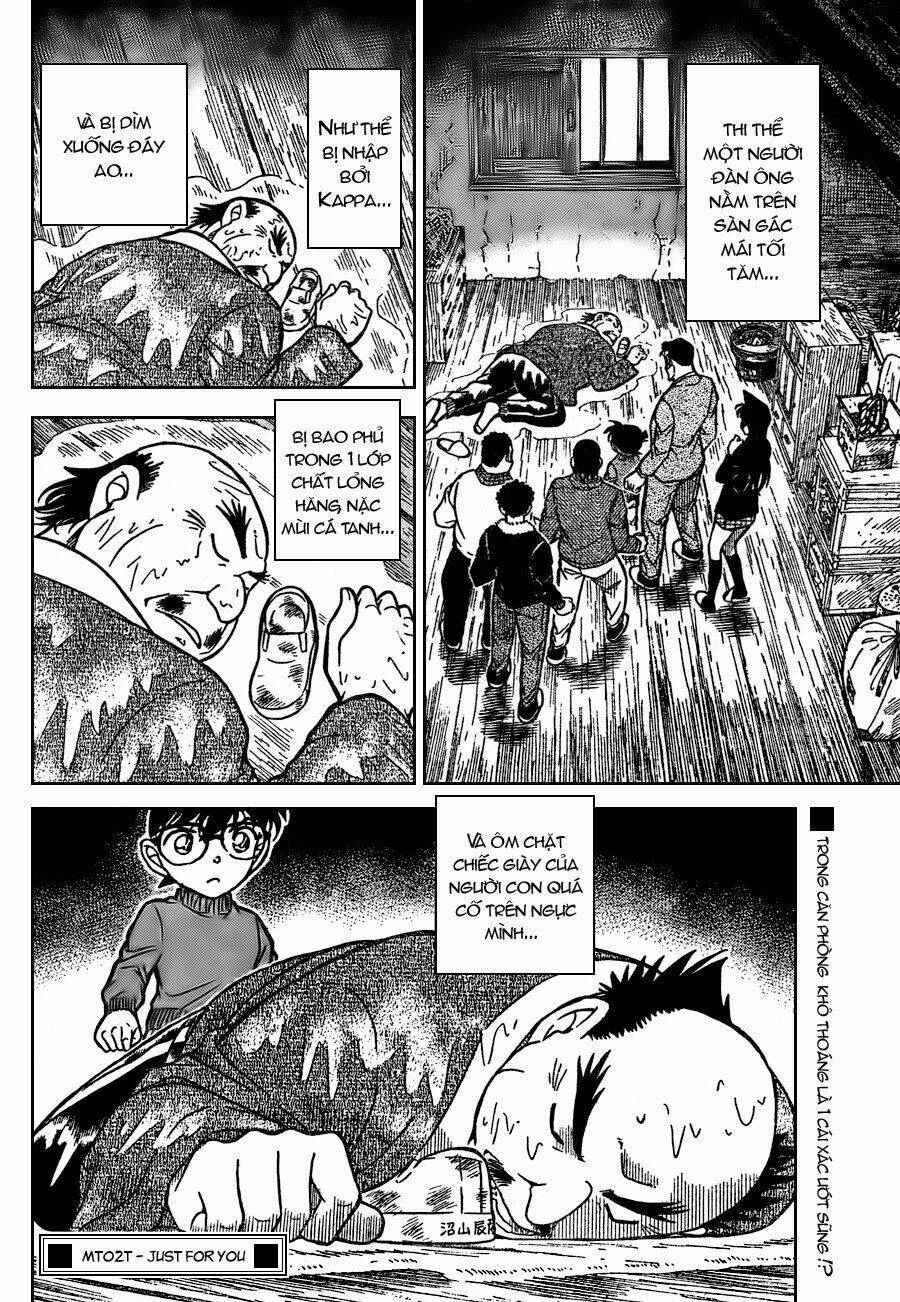 THI THỂ
MỘT NGƯỜI
ĐÀN ÔNG
NẰM TRÊN
SÀN GÁC
MÁI TỐI
TĂM...
NHƯ THỂ
BỊ NHẬP
BỞI
KAPPA...
VÀ BỊ DÌM
XUỐNG ĐÁY
AO...
BỊ BAO PHỦ
TRONG 1 LỚP
CHẤT LỎNG
HĂNG NẶC
MÙI CÁ TANH...
VÀ ÔM CHẶT
CHIẾC GIÀY CỦA
NGƯỜI CON QUÁ
CỐ TRÊN NGỰC
MÌNH...
TRONG CĂN PHÒNG KHÔ THOÁNG LÀ 1 CÁI XÁC ƯỚT SŨNG !?
沼山辰
MT02T - JUST FOR YOU